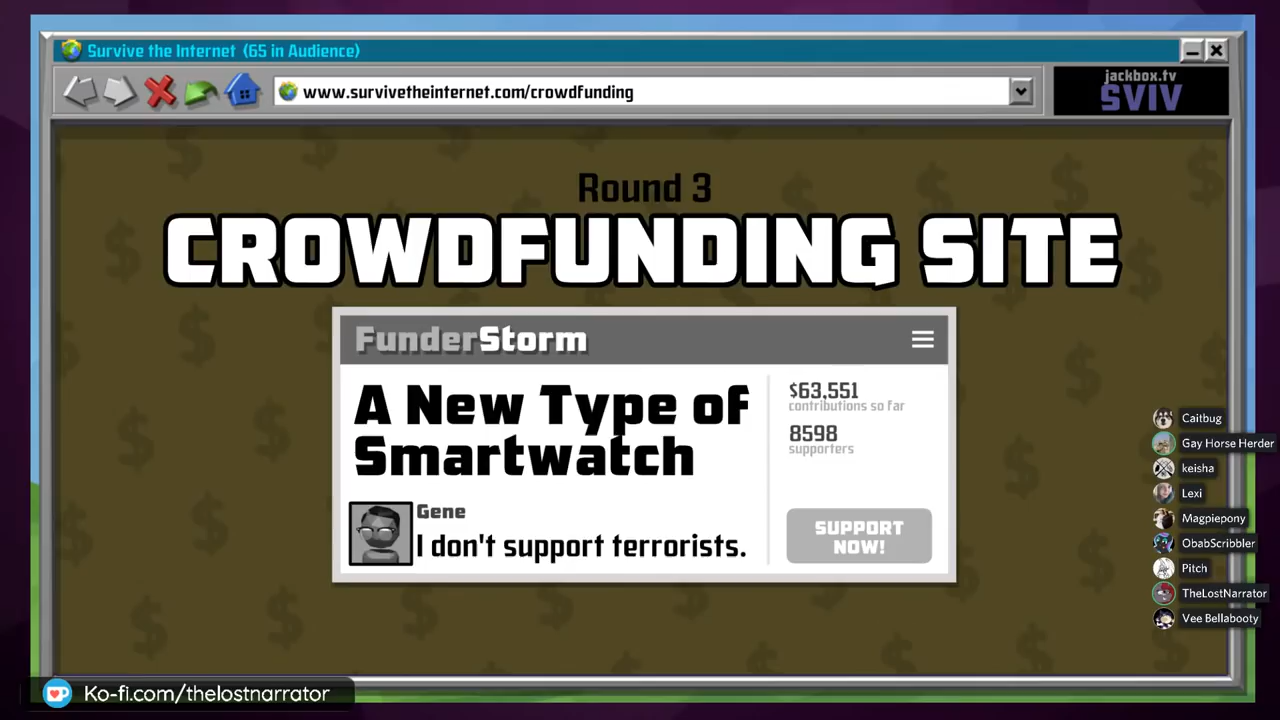 Survive the Internet (65 in Audience)
www.survivetheinternet.com/crowdfunding
jackbox.tv
SVIV
Round 3
CROWDFUNDING SITE
FunderStorm
A New Type of
Smartwatch
$63,551
contributions so far
8598
supporters
Gene
I don't support terrorists.
SUPPORT
NOW!
Caitbug
Gay Horse Herder
keisha
Lexi
Magpiepony
ObabScribbler
Pitch
TheLostNarrator
Vee Bellabooty
Ko-fi.com/thelostnarrator